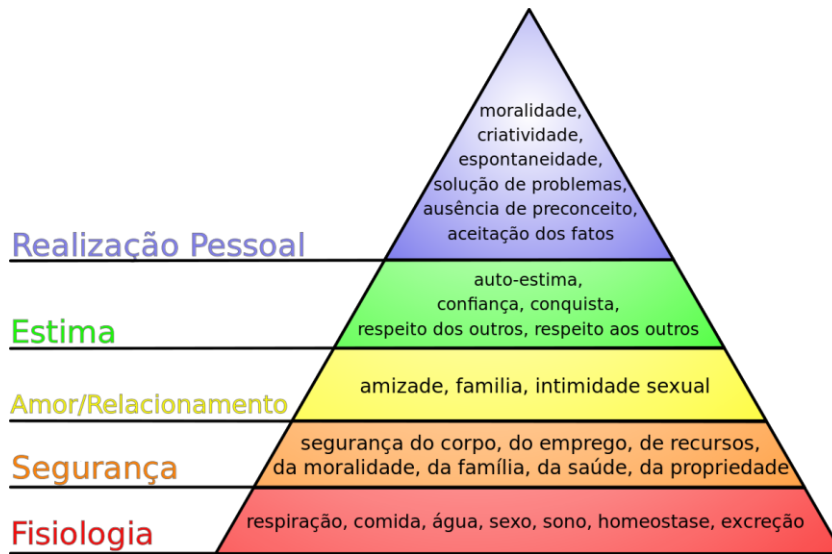 moralidade,
criatividade,
espontaneidade,
solução de problemas,
ausência de preconceito,
aceitação dos fatos
Realização Pessoal
auto-estima,
confiança, conquista,
respeito dos outros, respeito aos outros
Estima
amizade, familia, intimidade sexual
Amor/Relacionamento
segurança do corpo, do emprego, de recursos,
da moralidade, da família, da saúde, da propriedade
Segurança
respiração, comida, água, sexo, sono, homeostase, excreção
Fisiologia